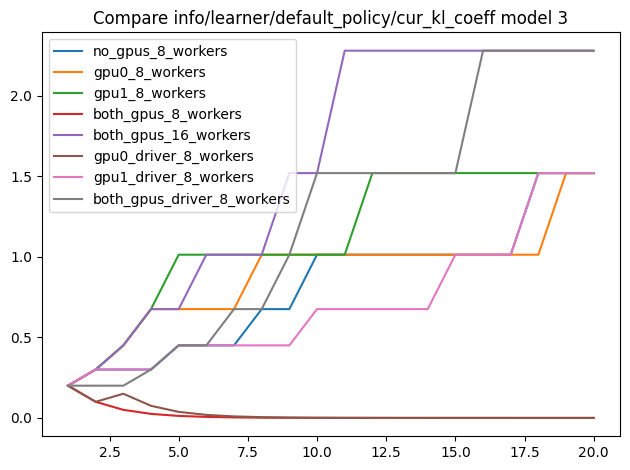 Compare info/learner/default_policy/cur_kl_coeff model 3
no_gpus_8_workers
gpu0_8_workers
gpu1_8_workers
both_gpus_8_workers
both_gpus_16_workers
gpu0_driver_8_workers
gpu1_driver_8_workers
both_gpus_driver_8_workers
2.0
1.5
1.0
0.5
0.0
2.5 5.0 7.5 10.0 12.5 15.0 17.5 20.0